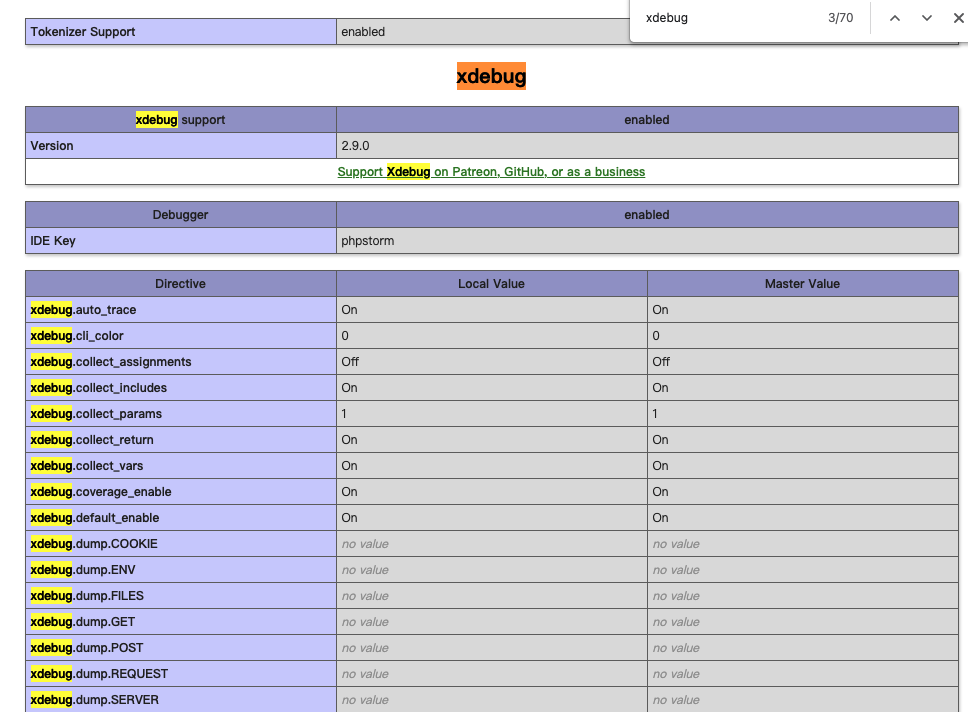 xdebug 3/70
Tokenizer Support enabled
xdebug
xdebug support enabled
Version 2.9.0
Support Xdebug on Patreon, GitHub, or as a business
Debugger enabled
IDE Key phpstorm
Directive Local Value Master Value
xdebug.auto_trace On On
xdebug.cli_color 0 0
xdebug.collect_assignments Off Off
xdebug.collect_includes On On
xdebug.collect_params 1 1
xdebug.collect_return On On
xdebug.collect_vars On On
xdebug.coverage_enable On On
xdebug.default_enable On On
xdebug.dump.COOKIE no value no value
xdebug.dump.ENV no value no value
xdebug.dump.FILES no value no value
xdebug.dump.GET no value no value
xdebug.dump.POST no value no value
xdebug.dump.REQUEST no value no value
xdebug.dump.SERVER no value no value